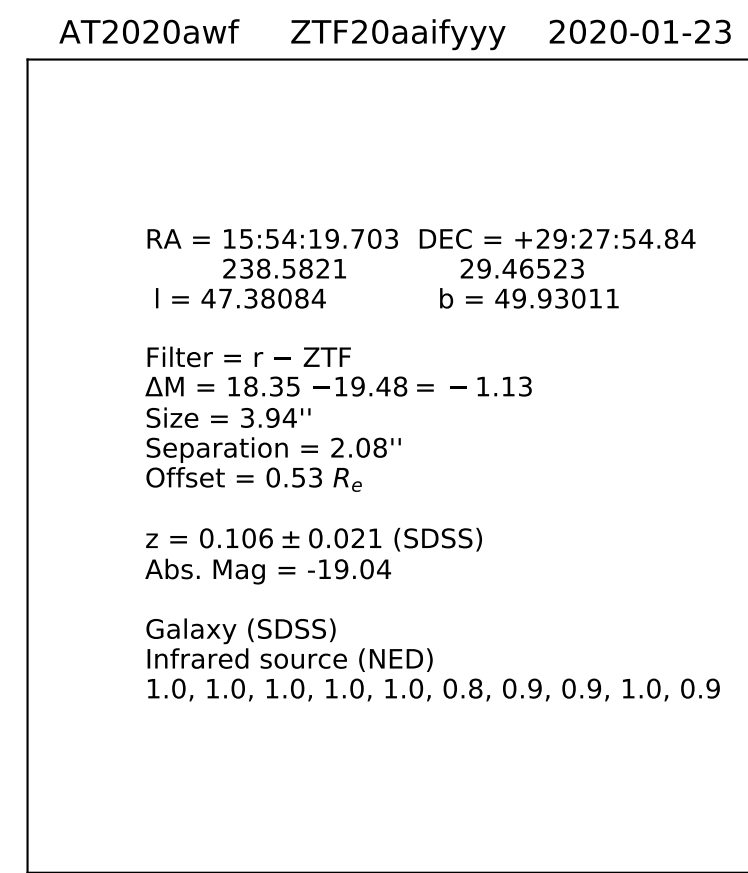 AT2020awf ZTF20aaifyyy 2020-01-23
RA = 15:54:19.703 DEC = +29:27:54.84
238.5821 29.46523
l = 47.38084 b = 49.93011
Filter = r − ZTF
ΔM = 18.35 −19.48 = − 1.13
Size = 3.94''
Separation = 2.08''
Offset = 0.53 Re
z = 0.106 ± 0.021 (SDSS)
Abs. Mag = -19.04
Galaxy (SDSS)
Infrared source (NED)
1.0, 1.0, 1.0, 1.0, 1.0, 0.8, 0.9, 0.9, 1.0, 0.9